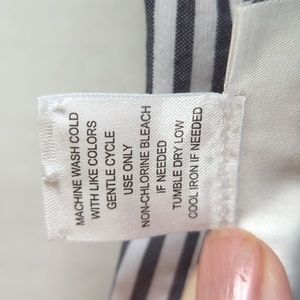 MACHINE WASH COLD
WITH LIKE COLORS
GENTLE CYCLE
USE ONLY
NON-CHLORINE BLEACH
IF NEEDED
TUMBLE DRY LOW
COOL IRON IF NEEDED